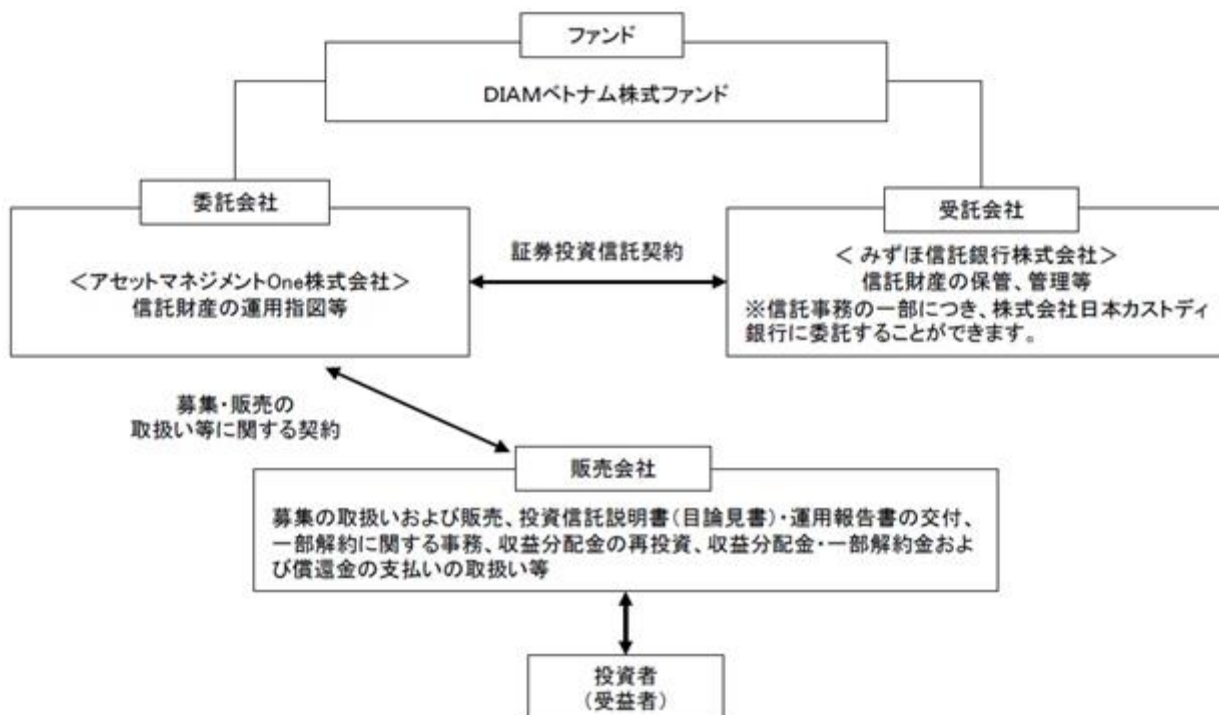 ファンド
DIAMベトナム株式ファンド
委託会社
<アセットマネジメントOne株式会社>
信託財産の運用指図等
証券投資信託契約
受託会社
< みずほ信託銀行株式会社>
信託財産の保管、管理等
※信託事務の一部につき、株式会社日本カストディ
銀行に委託することができます。
募集・販売の
取扱い等に関する契約
販売会社
募集の取扱いおよび販売、投資信託説明書(目論見書)・運用報告書の交付、
一部解約に関する事務、収益分配金の再投資、収益分配金・一部解約金およ
び償還金の支払いの取扱い等
投資者
(受益者)